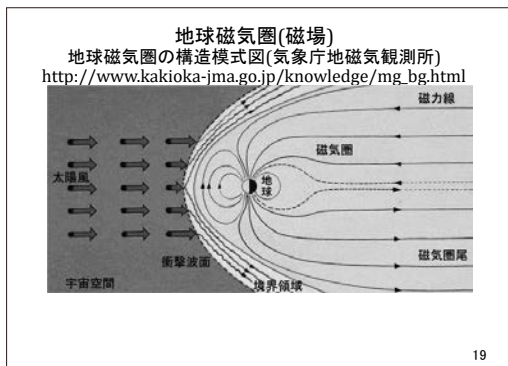 地球磁気圏(磁場)
地球磁気圏の構造模式図(気象庁地磁気観測所)
http://www.kakioka-jma.go.jp/knowledge/mg_bg.html
磁力線
磁気圏
太陽風
地球
衝撃波面
磁気圏尾
宇宙空間
境界領域
19